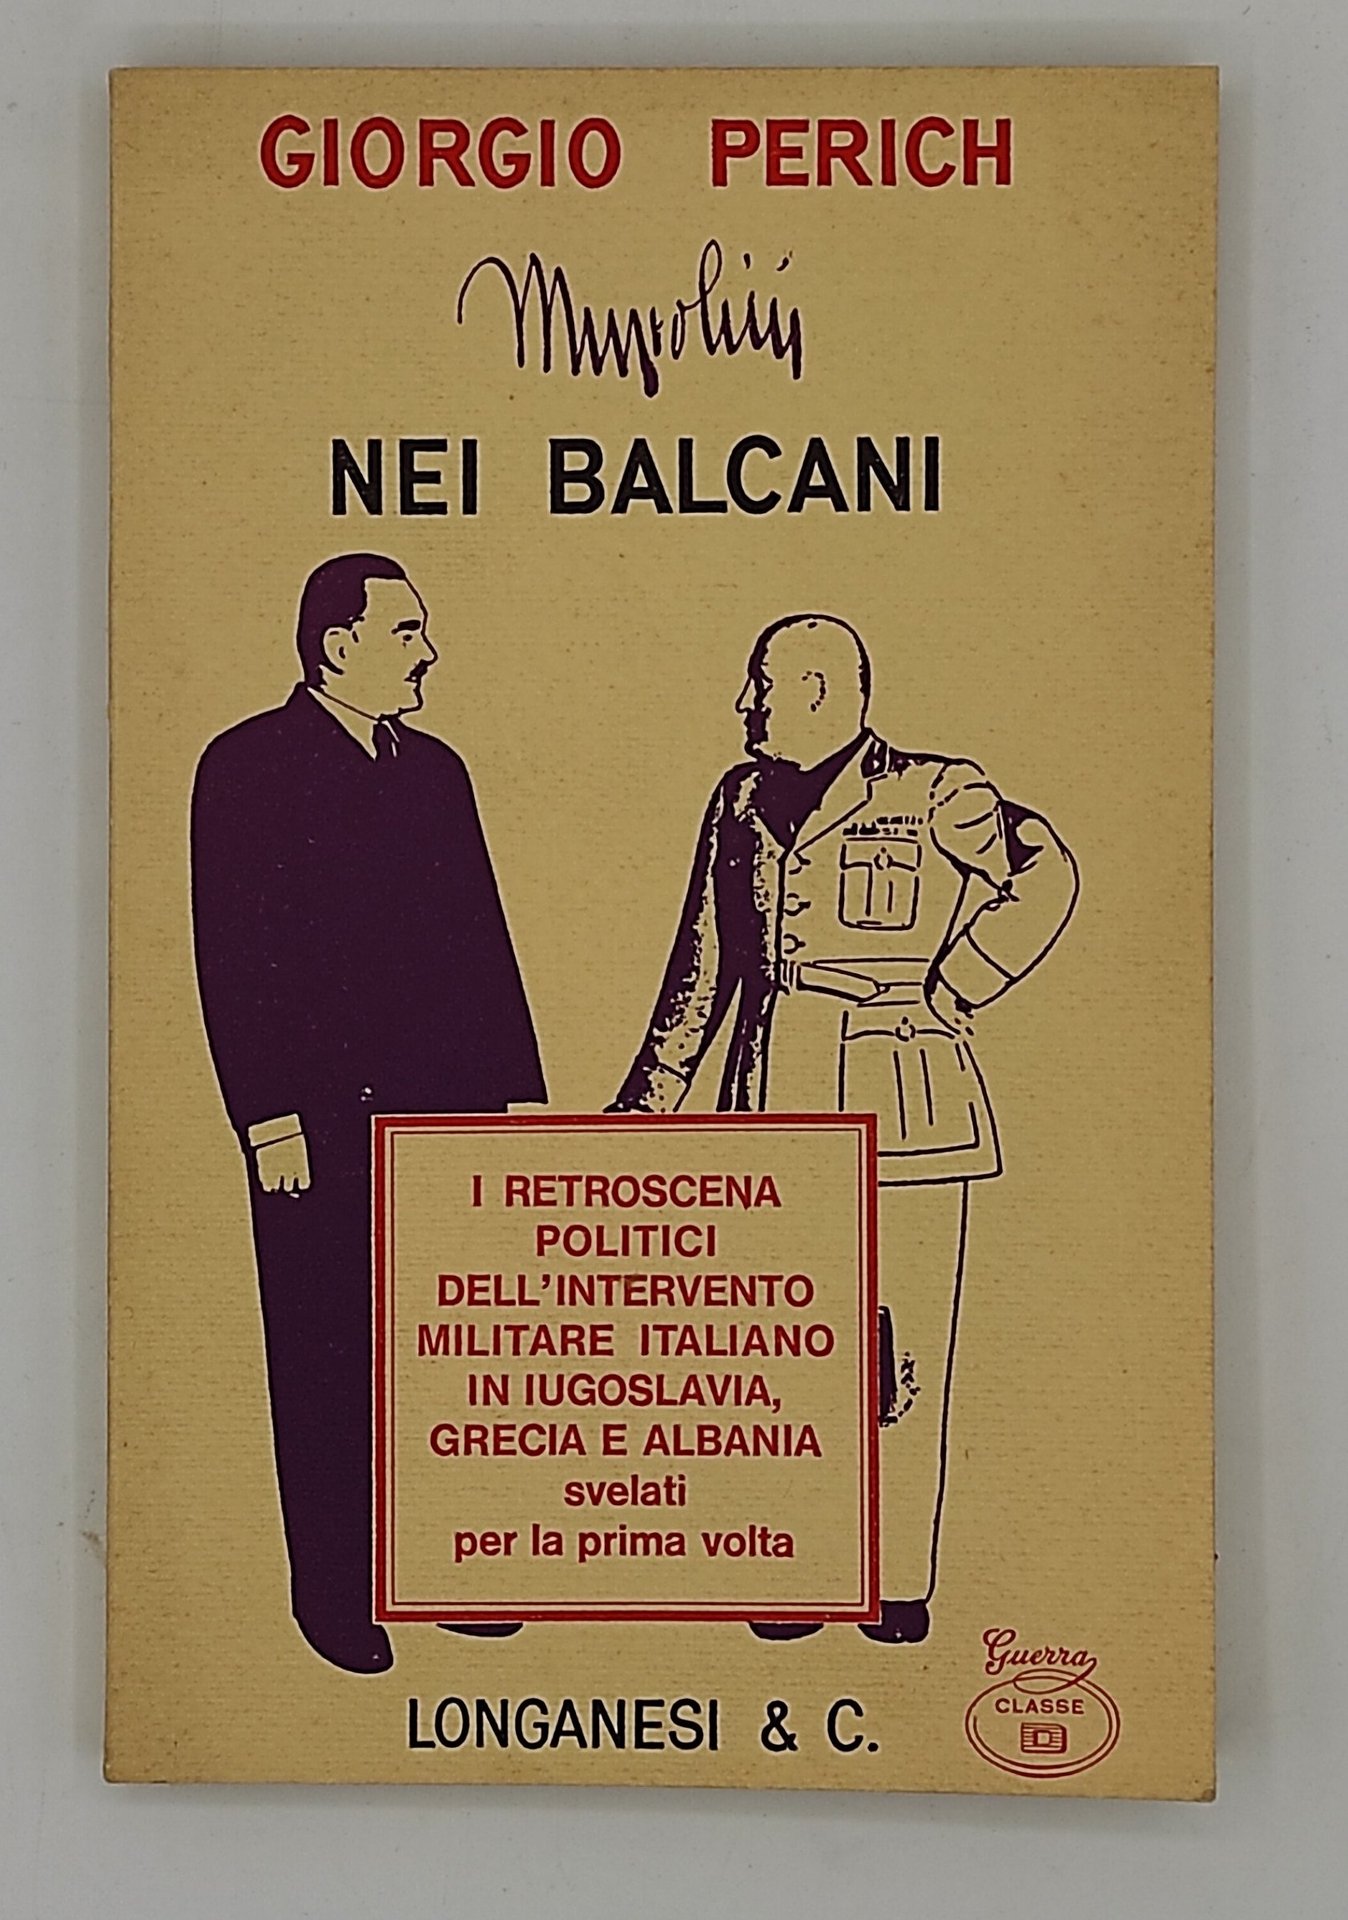 GIORGIO PERICH
Mussolini
NEI BALCANI
I RETROSCENA
POLITICI
DELL'INTERVENTO
MILITARE ITALIANO
IN IUGOSLAVIA,
GRECIA E ALBANIA
svelati
per la prima volta
LONGANESI & C.
Guerra
CLASSE
D